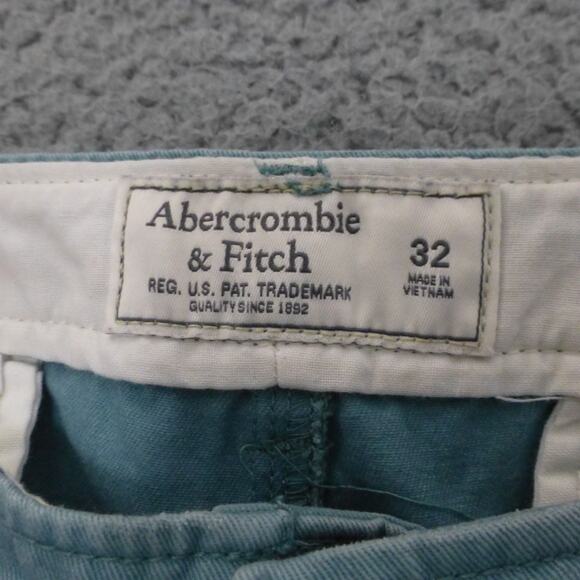 Abercrombie
& Fitch
REG. U.S. PAT. TRADEMARK
QUALITY SINCE 1892
32
MADE IN
VIETNAM